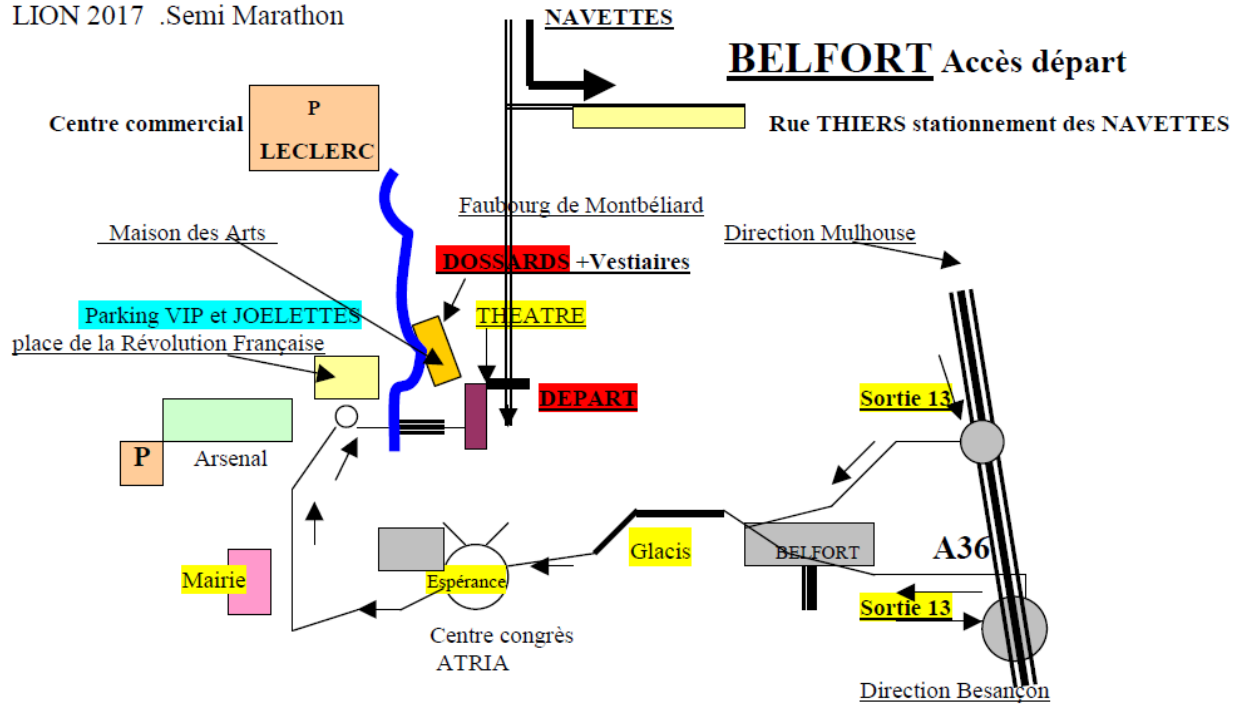 LION 2017 .Semi Marathon
NAVETTES
BELFORT Accès départ
P
Centre commercial
LECLERC
Rue THIERS stationnement des NAVETTES
Faubourg de Montbéliard
Maison des Arts
Direction Mulhouse
DOSSARDS +Vestiaires
Parking VIP et JOELETTES
THEATRE
place de la Révolution Française
DEPART
Sortie 13
P
Arsenal
Glacis
BELFORT
A36
Mairie
Espérance
Sortie 13
Centre congrès
ATRIA
Direction Besançon